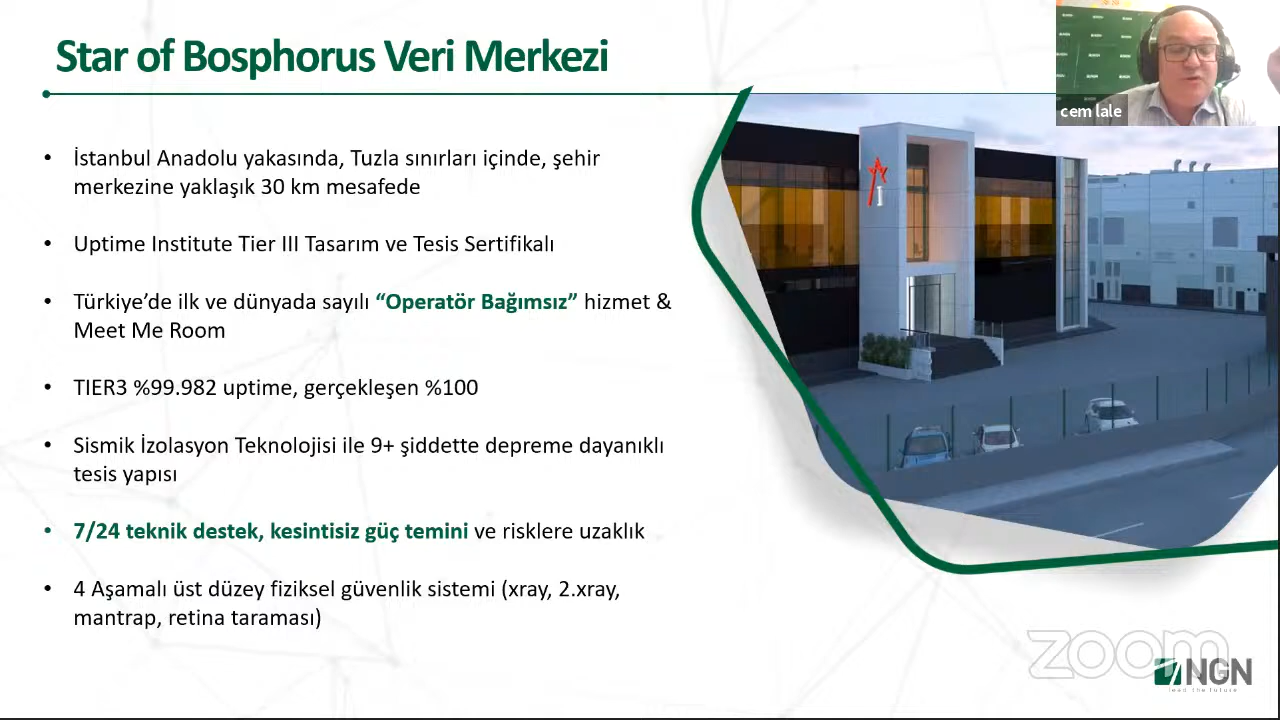 Star of Bosphorus Veri Merkezi
cem lale
• İstanbul Anadolu yakasında, Tuzla sınırları içinde, şehir
merkezine yaklaşık 30 km mesafede
• Uptime Institute Tier III Tasarım ve Tesis Sertifikalı
• Türkiye’de ilk ve dünyada sayılı “Operatör Bağımsız” hizmet &
Meet Me Room
• TIER3 %99.982 uptime, gerçekleşen %100
• Sismik İzolasyon Teknolojisi ile 9+ şiddette depreme dayanıklı
tesis yapısı
• 7/24 teknik destek, kesintisiz güç temini ve risklere uzaklık
• 4 Aşamalı üst düzey fiziksel güvenlik sistemi (xray, 2.xray,
mantrap, retina taraması)
zoom
NGN
lead the future